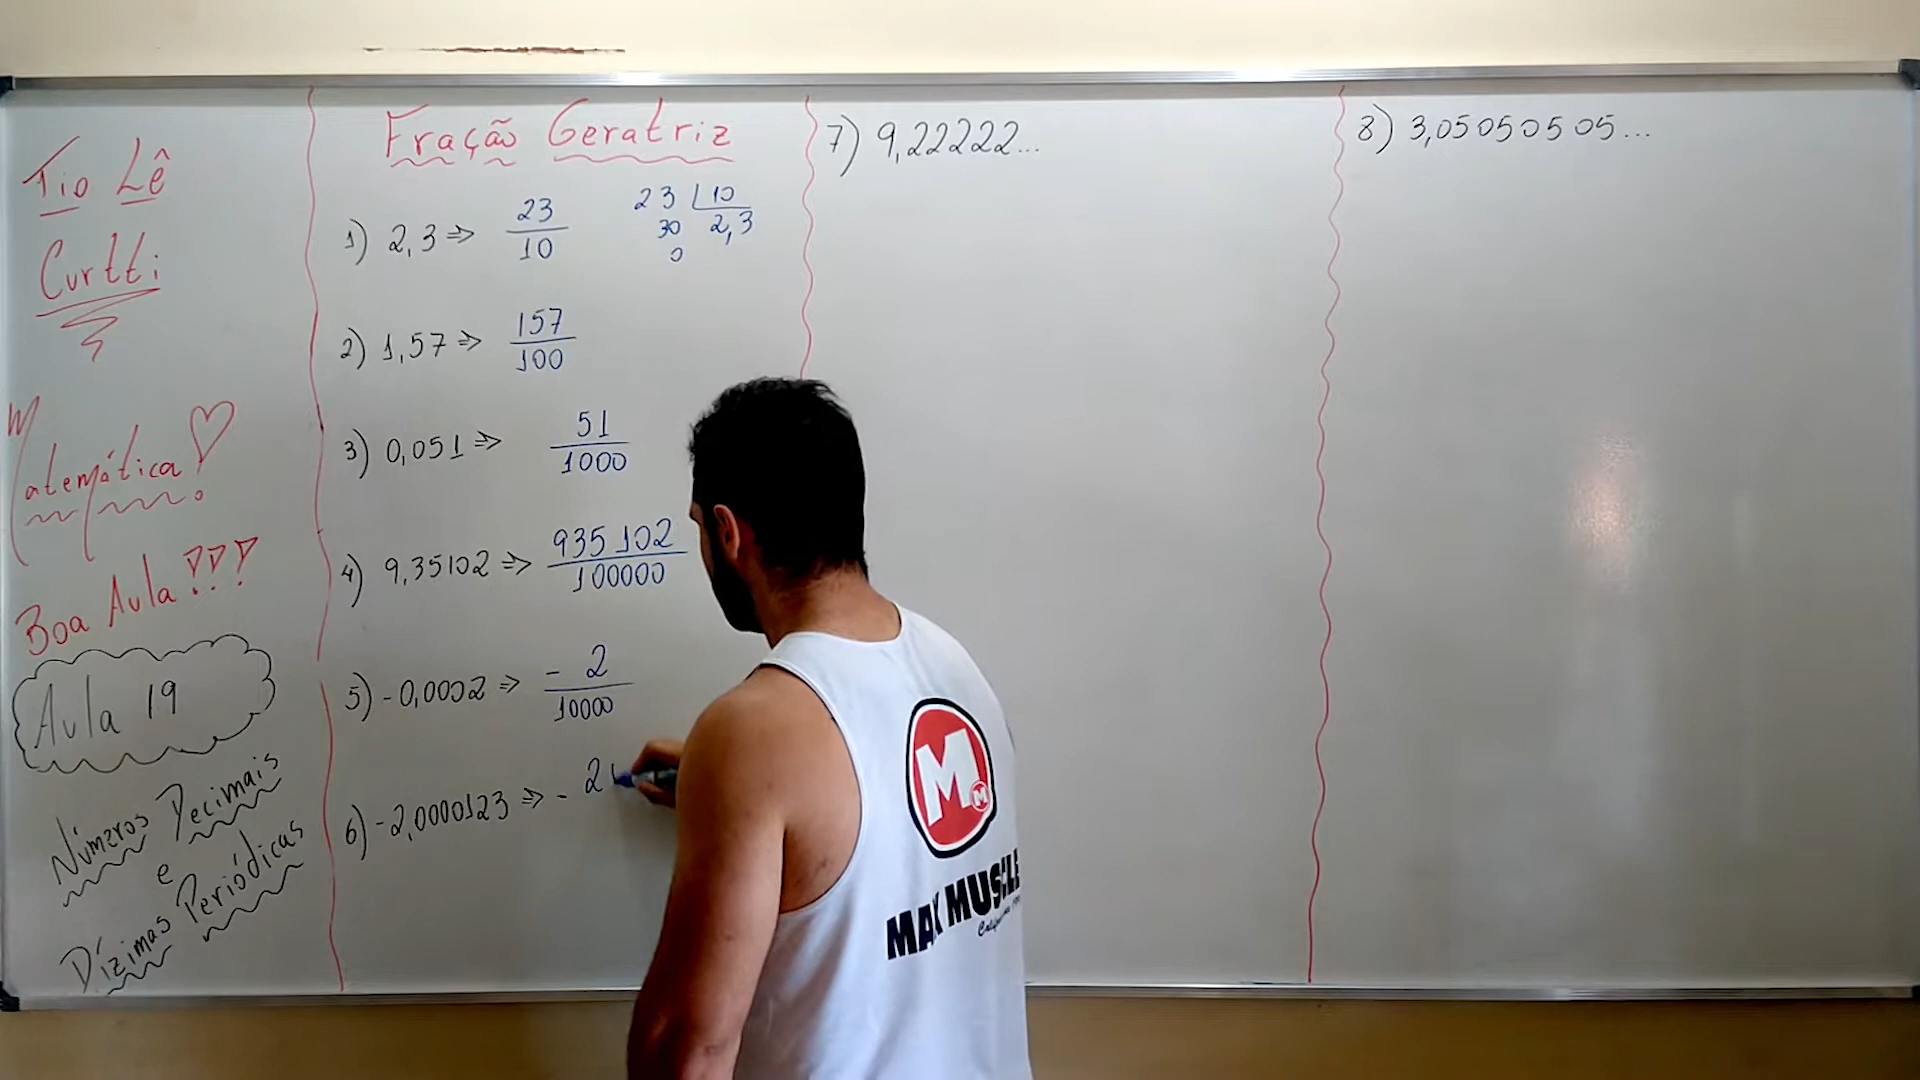 Tio Lê
Curtti
Matemática
Boa Aula!!!
Aula 19
Números Decimais
e
Dízimas Periódicas
Fração Geratriz
1) 2,3 ⇒ 23/10
23 | 10
30 2,3
0
2) 1,57 ⇒ 157/100
3) 0,051 ⇒ 51/1000
4) 9,35102 ⇒ 935102/100000
5) -0,0002 ⇒ -2/10000
6) -2,0000123 ⇒ - 2
7) 9,22222...
8) 3,05050505...
M
M
MAX MUSCLE